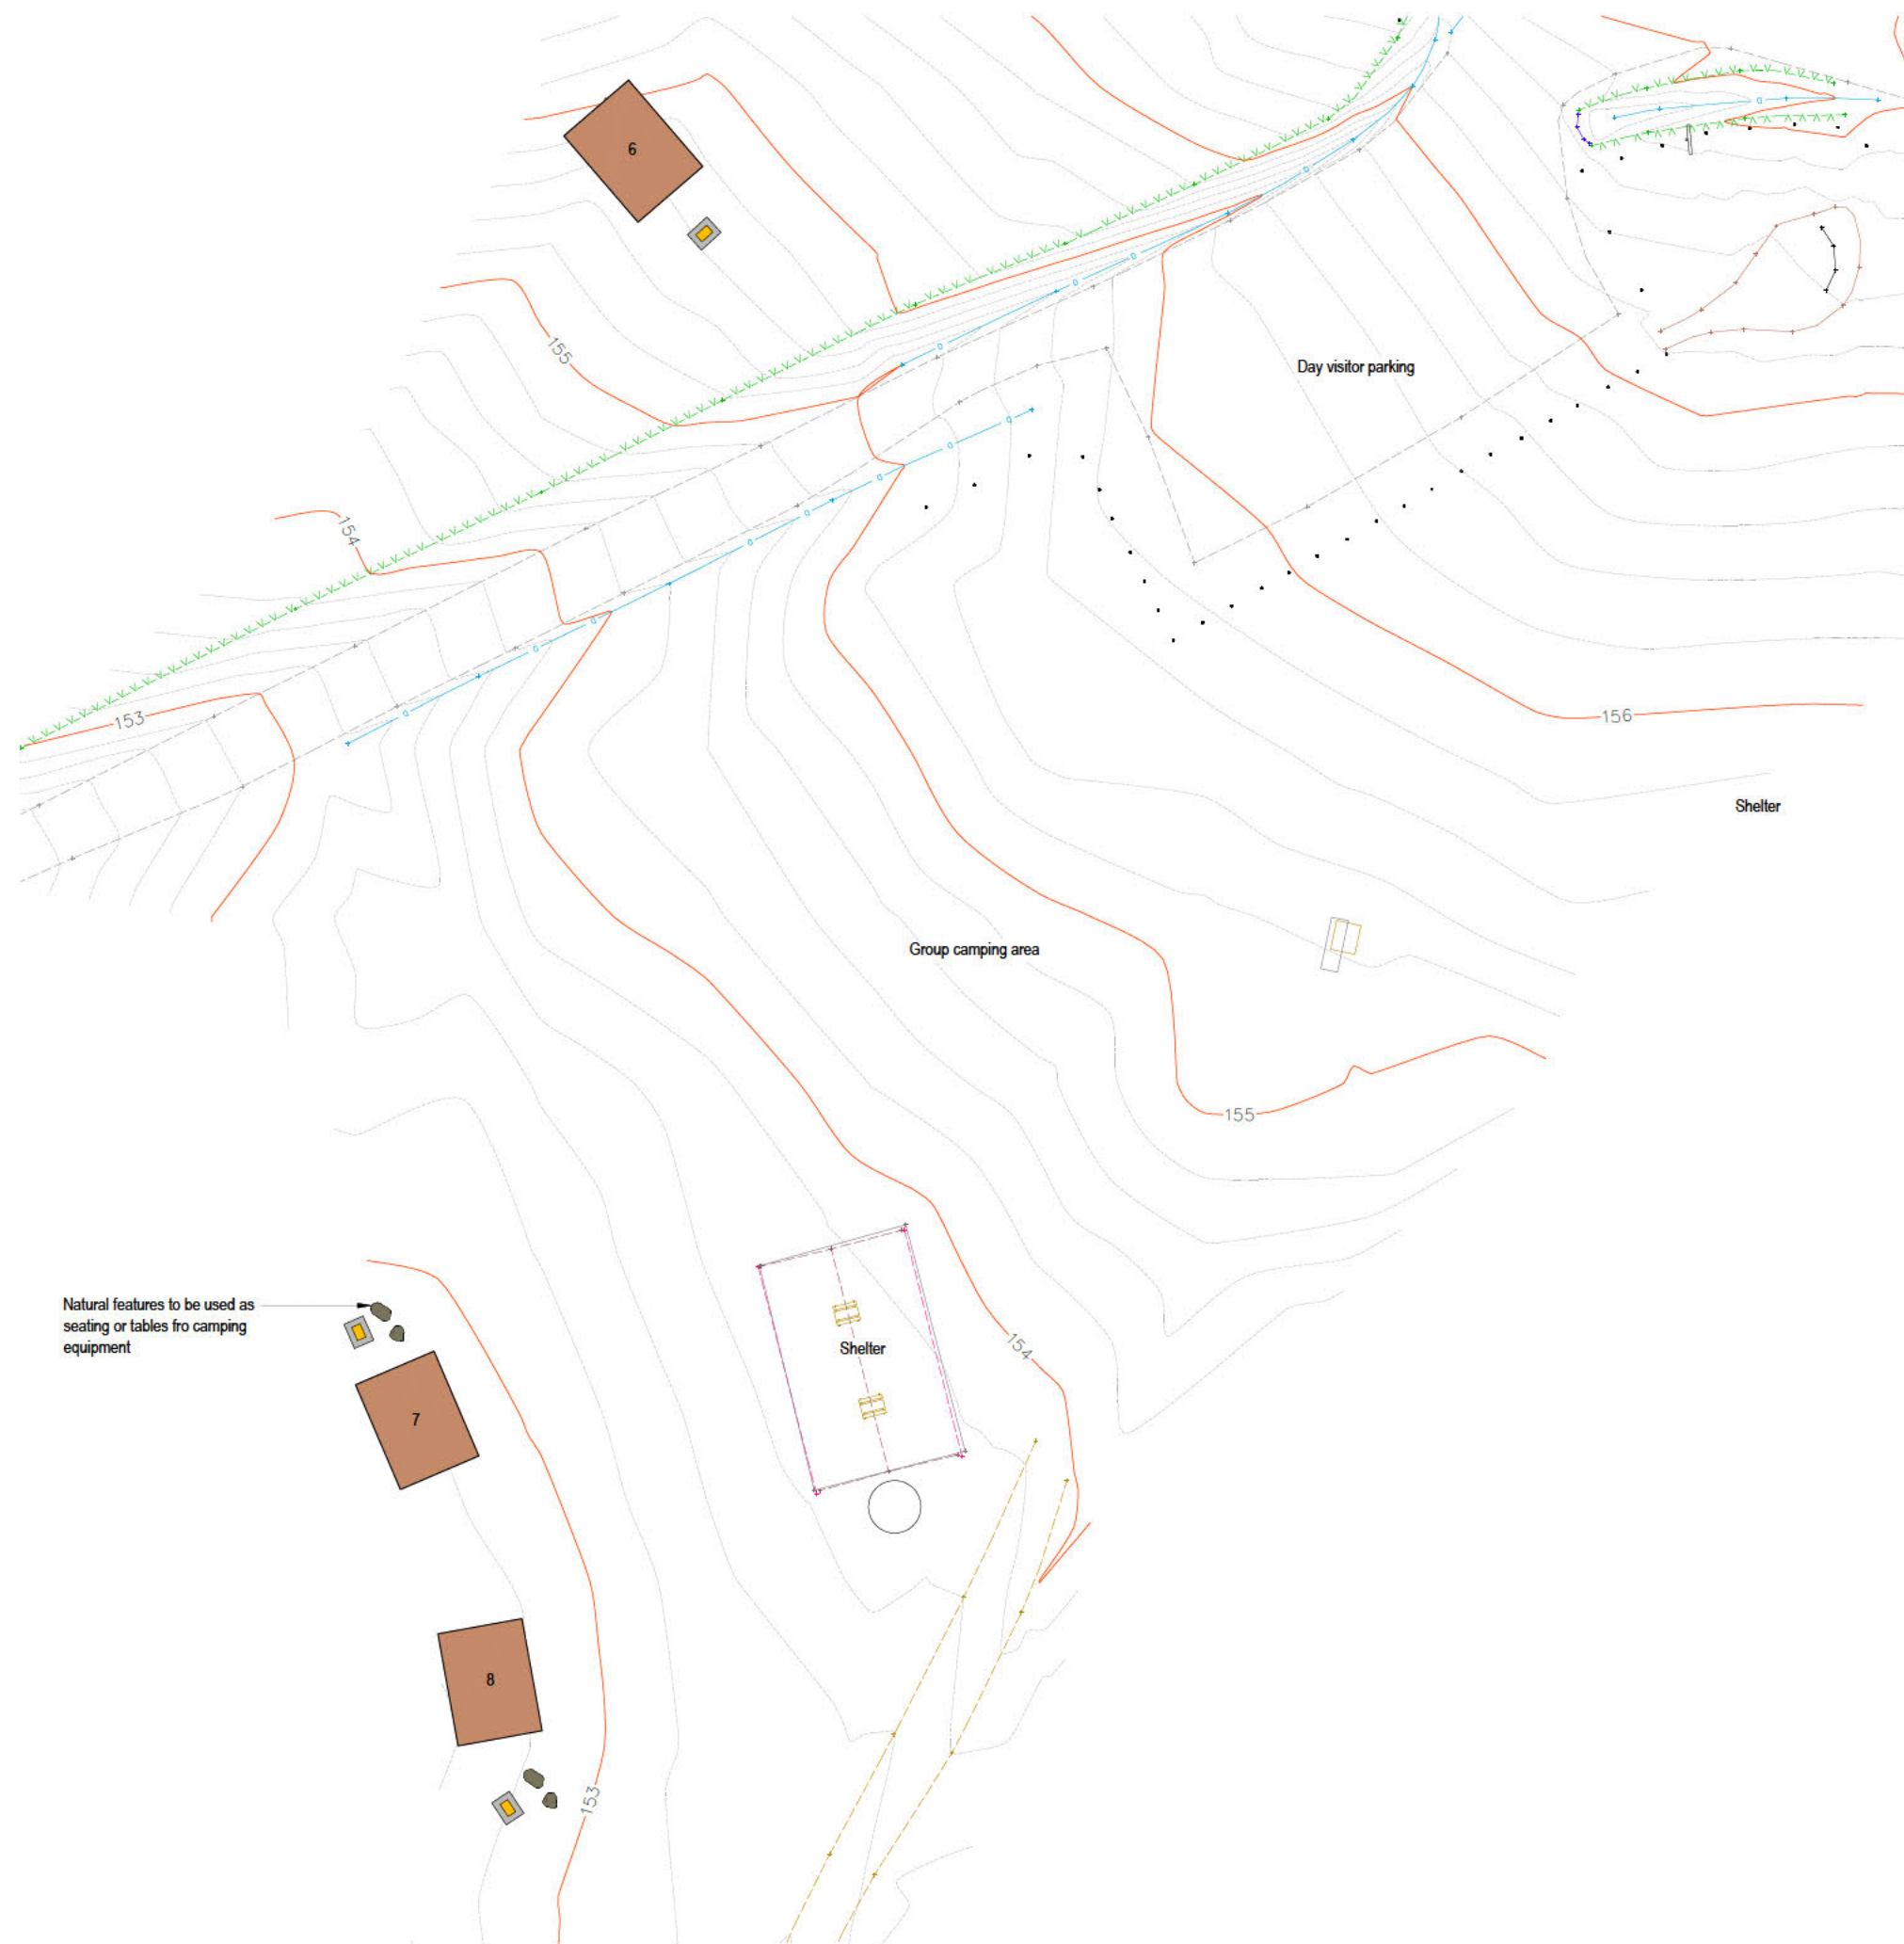 6
155
Day visitor parking
154
153
156
Shelter
Group camping area
155
Natural features to be used as
seating or tables fro camping
equipment
Shelter
154
7
8
153